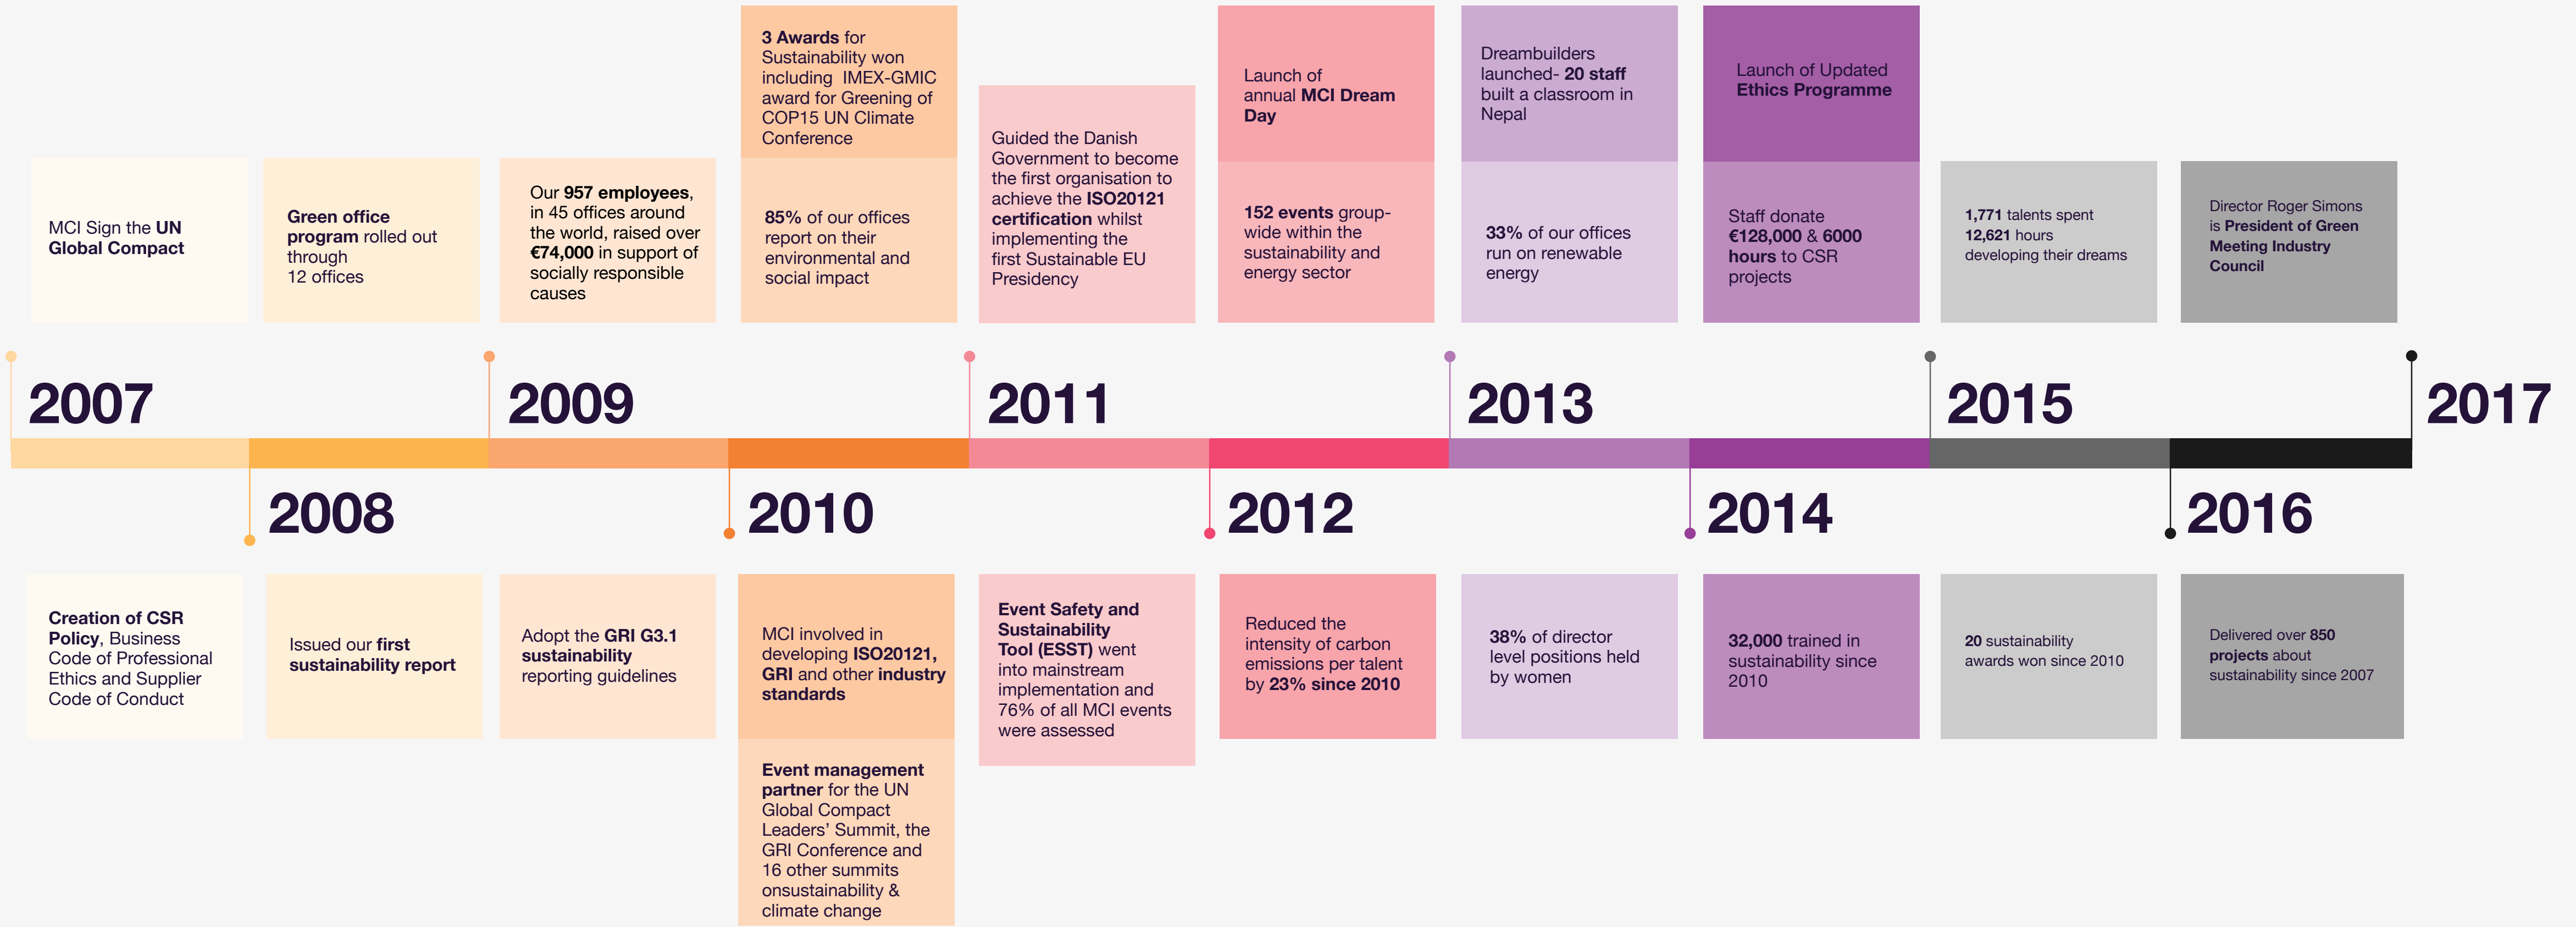 3 Awards for
Sustainability won
including IMEX-GMIC
award for Greening of
COP15 UN Climate
Conference
Launch of
annual MCI Dream
Day
Dreambuilders
launched- 20 staff
built a classroom in
Nepal
Launch of Updated
Ethics Programme
MCI Sign the UN
Global Compact
Green office
program rolled out
through
12 offices
Our 957 employees,
in 45 offices around
the world, raised over
€74,000 in support of
socially responsible
causes
85% of our offices
report on their
environmental and
social impact
Guided the Danish
Government to become
the first organisation to
achieve the ISO20121
certification whilst
implementing the
first Sustainable EU
Presidency
152 events group-
wide within the
sustainability and
energy sector
33% of our offices
run on renewable
energy
Staff donate
€128,000 & 6000
hours to CSR
projects
1,771 talents spent
12,621 hours
developing their dreams
Director Roger Simons
is President of Green
Meeting Industry
Council
2007
2009
2011
2013
2015
2017
2008
2010
2012
2014
2016
Creation of CSR
Policy, Business
Code of Professional
Ethics and Supplier
Code of Conduct
Issued our first
sustainability report
Adopt the GRI G3.1
sustainability
reporting guidelines
MCI involved in
developing ISO20121,
GRI and other industry
standards
Event management
partner for the UN
Global Compact
Leaders’ Summit, the
GRI Conference and
16 other summits
onsustainability &
climate change
Event Safety and
Sustainability
Tool (ESST) went
into mainstream
implementation and
76% of all MCI events
were assessed
Reduced the
intensity of carbon
emissions per talent
by 23% since 2010
38% of director
level positions held
by women
32,000 trained in
sustainability since
2010
20 sustainability
awards won since 2010
Delivered over 850
projects about
sustainability since 2007